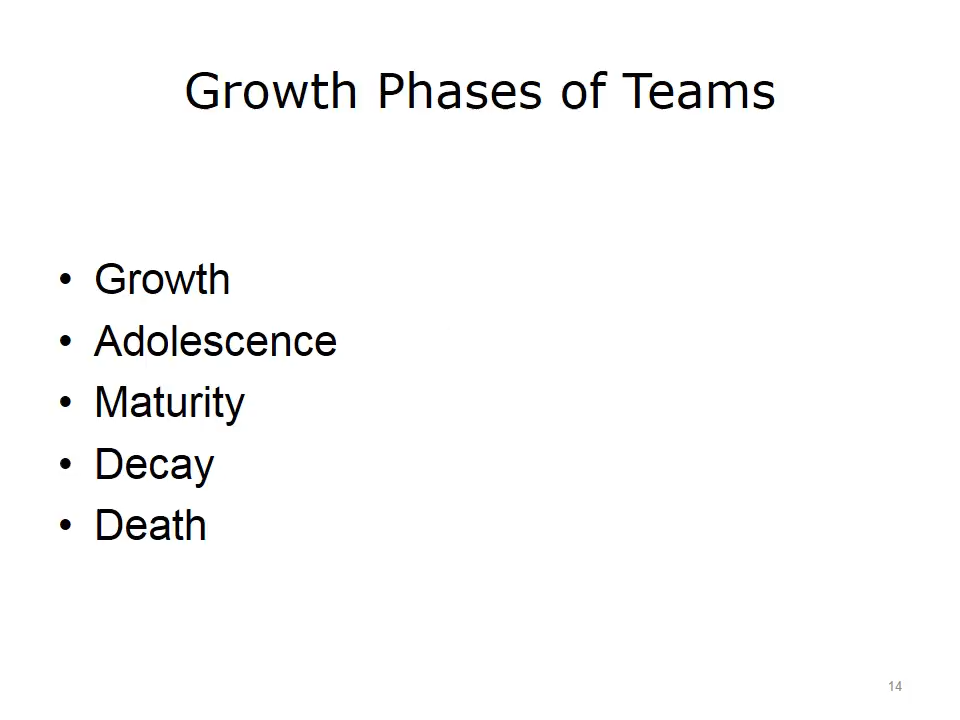 Growth Phases of Teams
• Growth
• Adolescence
• Maturity
• Decay
• Death
14